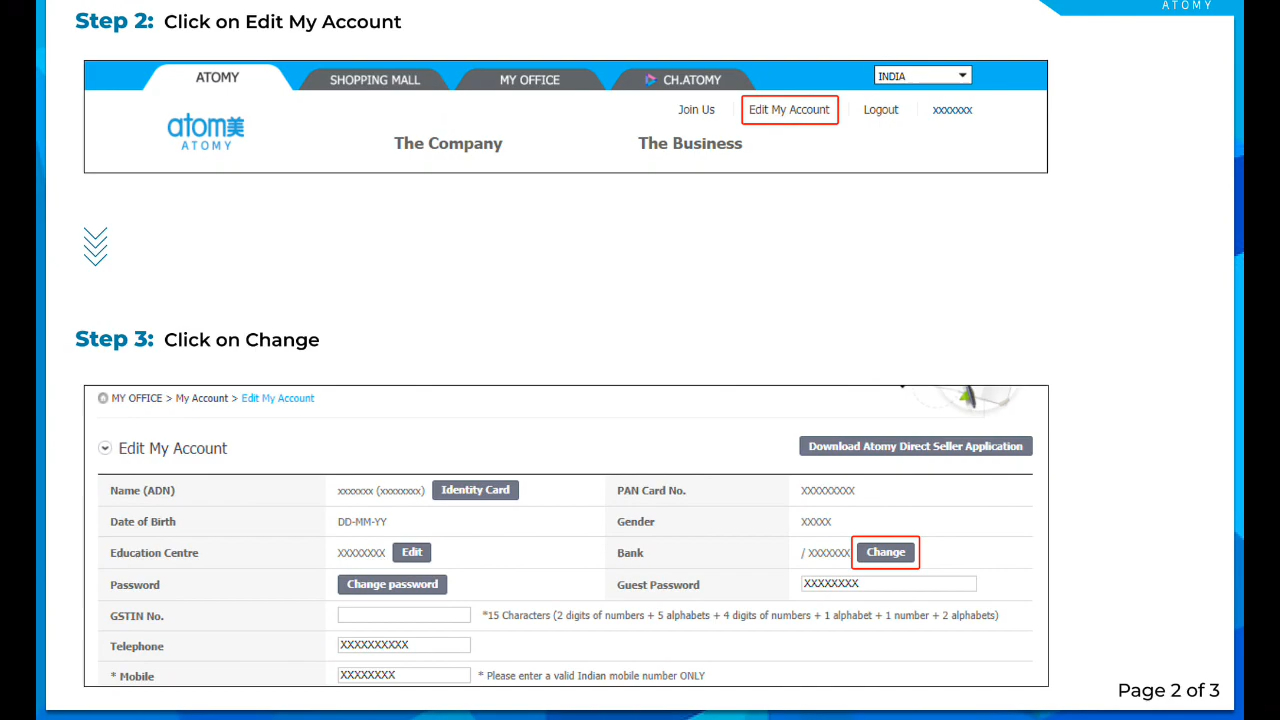 ATOMY
Step 2: Click on Edit My Account
ATOMY SHOPPING MALL MY OFFICE CH.ATOMY INDIA
Join Us Edit My Account Logout xxxxxxx
atom美
ATOMY
The Company The Business
Step 3: Click on Change
MY OFFICE > My Account > Edit My Account
Edit My Account Download Atomy Direct Seller Application
Name (ADN) xxxxxxx (xxxxxxxx) Identity Card PAN Card No. XXXXXXXXX
Date of Birth DD-MM-YY Gender XXXXX
Education Centre XXXXXXXX Edit Bank / XXXXXXX Change
Password Change password Guest Password XXXXXXXX
GSTIN No. *15 Characters (2 digits of numbers + 5 alphabets + 4 digits of numbers + 1 alphabet + 1 number + 2 alphabets)
Telephone XXXXXXXXXX
* Mobile XXXXXXXX * Please enter a valid Indian mobile number ONLY
Page 2 of 3